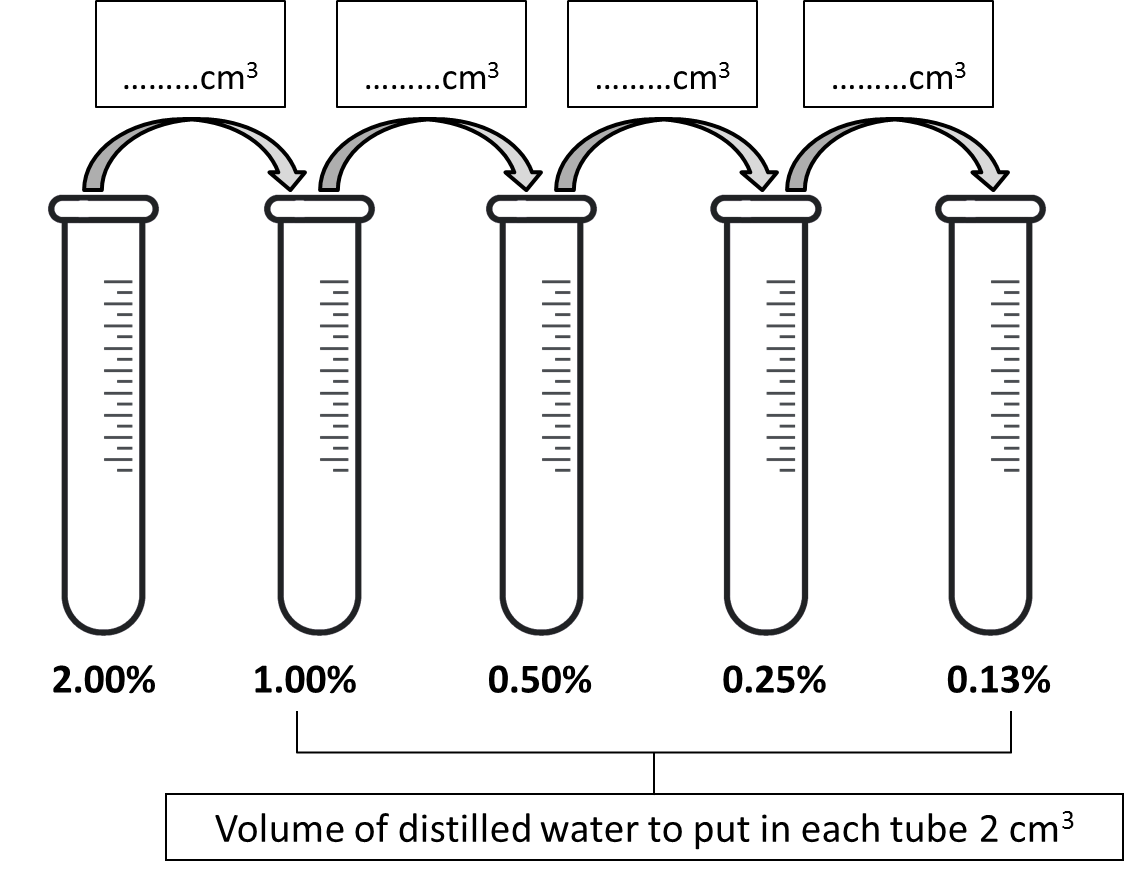 ………cm³ ………cm³ ………cm³ ………cm³
2.00% 1.00% 0.50% 0.25% 0.13%
Volume of distilled water to put in each tube 2 cm³